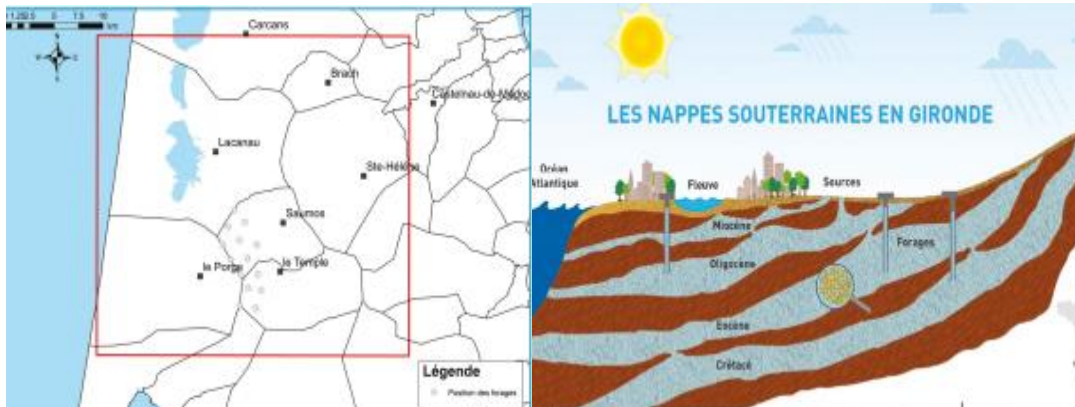 Carcans
Brach
Castelnau-de-Médoc
Lacanau
Ste-Hélène
Saumos
le Porge
le Temple
Légende
Position des forages
LES NAPPES SOUTERRAINES EN GIRONDE
Océan
Atlantique
Fleuve
Sources
Miocène
Forages
Oligocène
Eocène
Crétacé